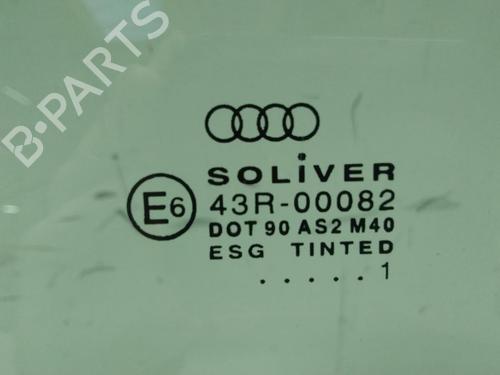 B-PARTS
SOLIVER
E6 43R-00082
DOT 90 AS2 M40
ESG TINTED
. . . . . 1